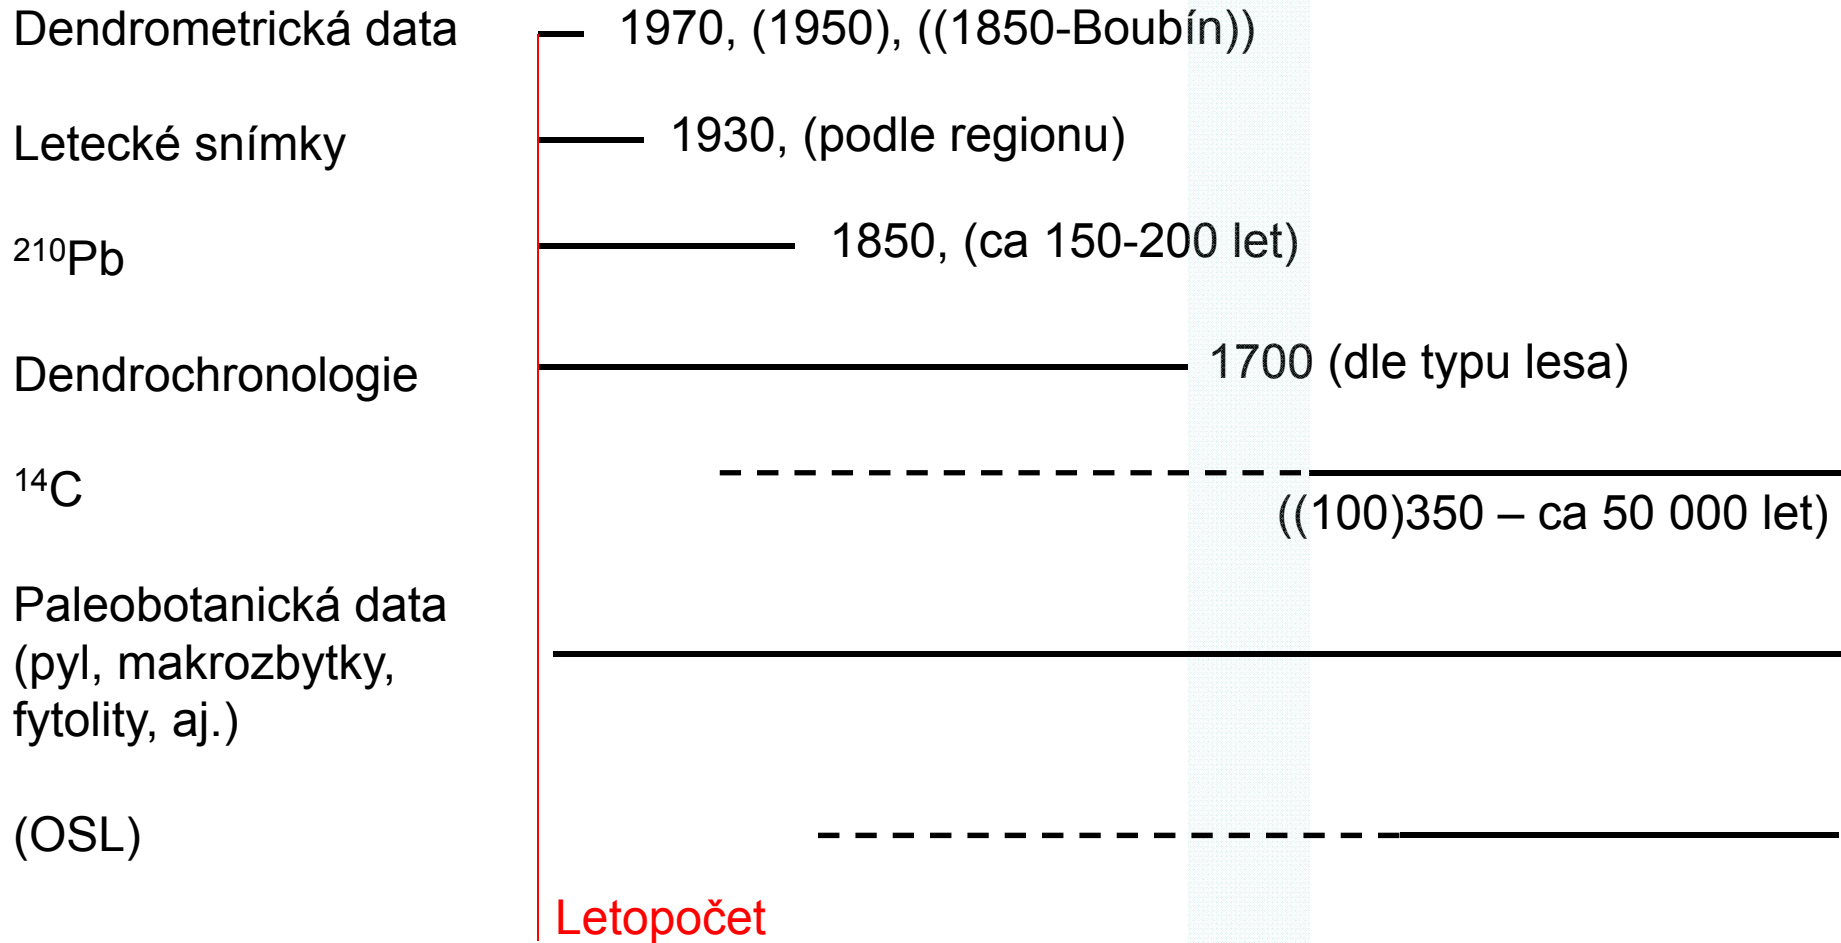 Dendrometrická data
1970, (1950), ((1850-Boubín))
Letecké snímky
1930, (podle regionu)
²¹⁰Pb
1850, (ca 150-200 let)
Dendrochronologie
1700 (dle typu lesa)
¹⁴C
((100)350 – ca 50 000 let)
Paleobotanická data
(pyl, makrozbytky,
fytolity, aj.)
(OSL)
Letopočet